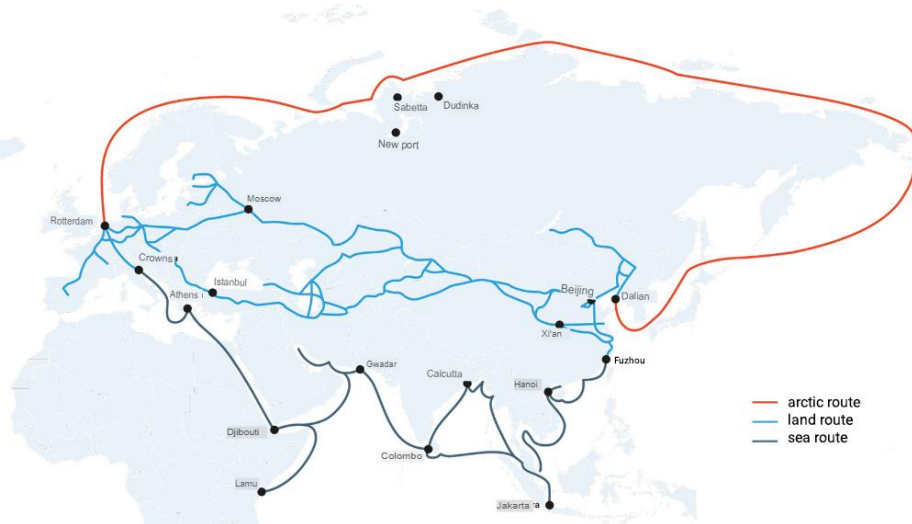 Sabetta
Dudinka
New port
Moscow
Rotterdam
Crowns
Istanbul
Athens
Beijing
Dalian
Xi'an
Fuzhou
Gwadar
Calcutta
Hanoi
Djibouti
Colombo
Lamu
Jakarta
arctic route
land route
sea route